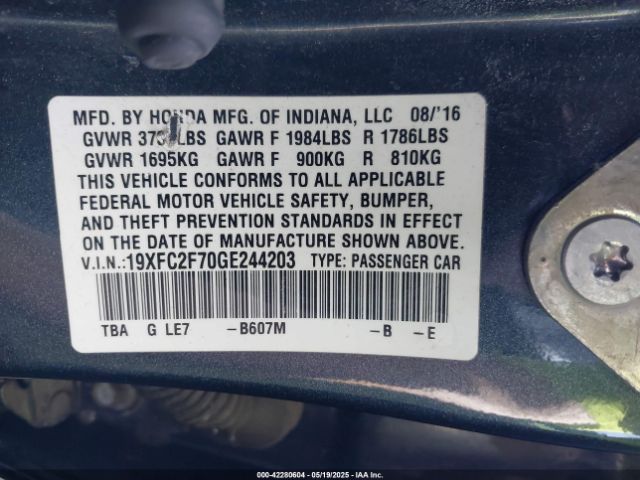 MFD. BY HONDA MFG. OF INDIANA, LLC 08/'16
GVWR LBS GAWR F 1984LBS R 1786LBS
GVWR 1695KG GAWR F 900KG R 810KG
THIS VEHICLE CONFORMS TO ALL APPLICABLE
FEDERAL MOTOR VEHICLE SAFETY, BUMPER,
AND THEFT PREVENTION STANDARDS IN EFFECT
ON THE DATE OF MANUFACTURE SHOWN ABOVE.
V.I.N.: 19XFC2F70GE244203 TYPE: PASSENGER CAR
TBA G LE7 -B607M -B -E
000-42280604 | 05/19/2025 | IAA Inc.